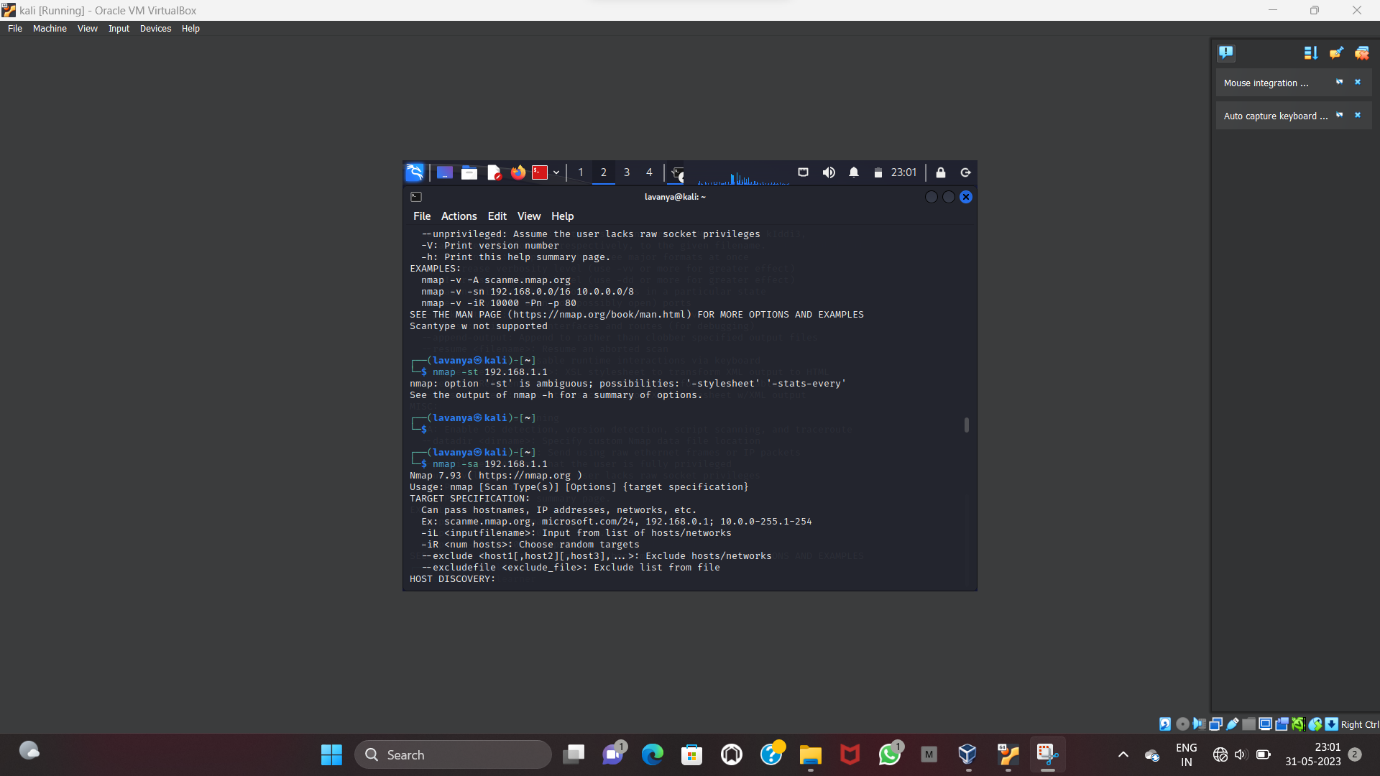 kali [Running] - Oracle VM VirtualBox
File Machine View Input Devices Help
Mouse integration ...
Auto capture keyboard ...
1 2 3 4 23:01
lavanya@kali: ~
File Actions Edit View Help
--unprivileged: Assume the user lacks raw socket privileges
-V: Print version number
-h: Print this help summary page.
EXAMPLES:
nmap -v -A scanme.nmap.org
nmap -v -sn 192.168.0.0/16 10.0.0.0/8
nmap -v -iR 10000 -Pn -p 80
SEE THE MAN PAGE (https://nmap.org/book/man.html) FOR MORE OPTIONS AND EXAMPLES
Scantype w not supported
┌──(lavanya㉿kali)-[~]
└─$ nmap -st 192.168.1.1
nmap: option '-st' is ambiguous; possibilities: '-stylesheet' '-stats-every'
See the output of nmap -h for a summary of options.
┌──(lavanya㉿kali)-[~]
└─$
┌──(lavanya㉿kali)-[~]
└─$ nmap -sa 192.168.1.1
Nmap 7.93 ( https://nmap.org )
Usage: nmap [Scan Type(s)] [Options] {target specification}
TARGET SPECIFICATION:
Can pass hostnames, IP addresses, networks, etc.
Ex: scanme.nmap.org, microsoft.com/24, 192.168.0.1; 10.0.0-255.1-254
-iL <inputfilename>: Input from list of hosts/networks
-iR <num hosts>: Choose random targets
--exclude <host1[,host2][,host3],...>: Exclude hosts/networks
--excludefile <exclude_file>: Exclude list from file
HOST DISCOVERY:
Right Ctrl
Search
1
1
M
ENG
IN
23:01
31-05-2023
2